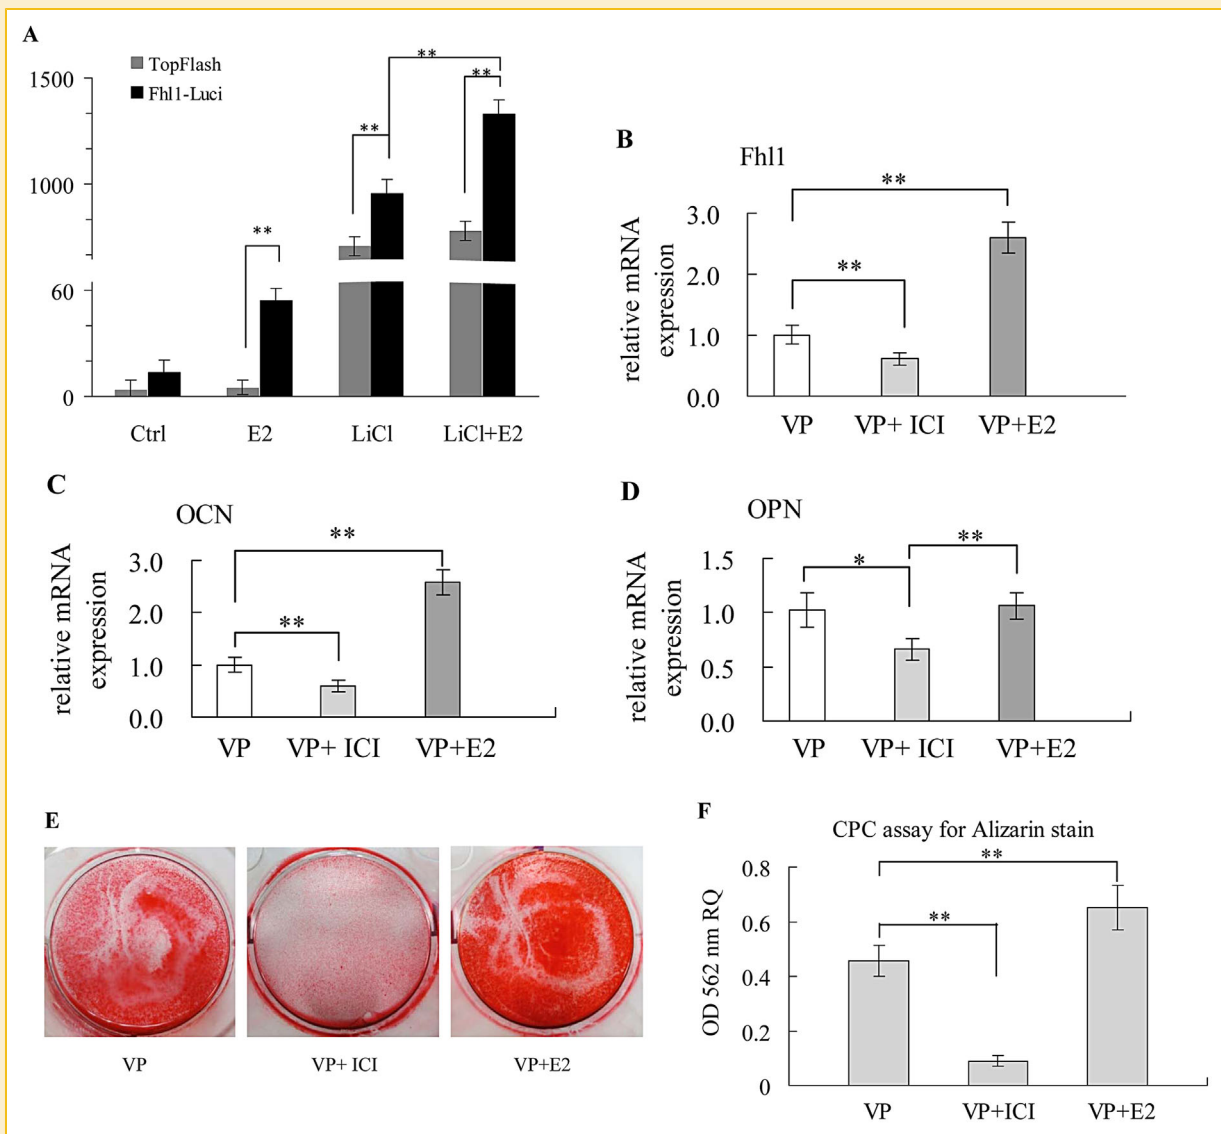 A
TopFlash
Fhl1-Luci
1500
1000
60
0
**
**
**
**
Ctrl
E2
LiCl
LiCl+E2
B
Fhl1
relative mRNA
expression
3.0
2.0
1.0
0.0
**
**
VP
VP+ ICI
VP+E2
C
OCN
relative mRNA
expression
3.0
2.0
1.0
0.0
**
**
VP
VP+ ICI
VP+E2
D
OPN
relative mRNA
expression
1.5
1.0
0.5
0.0
*
**
VP
VP+ ICI
VP+E2
E
VP
VP+ ICI
VP+E2
F
CPC assay for Alizarin stain
OD 562 nm RQ
0.8
0.6
0.4
0.2
0
**
**
VP
VP+ICI
VP+E2